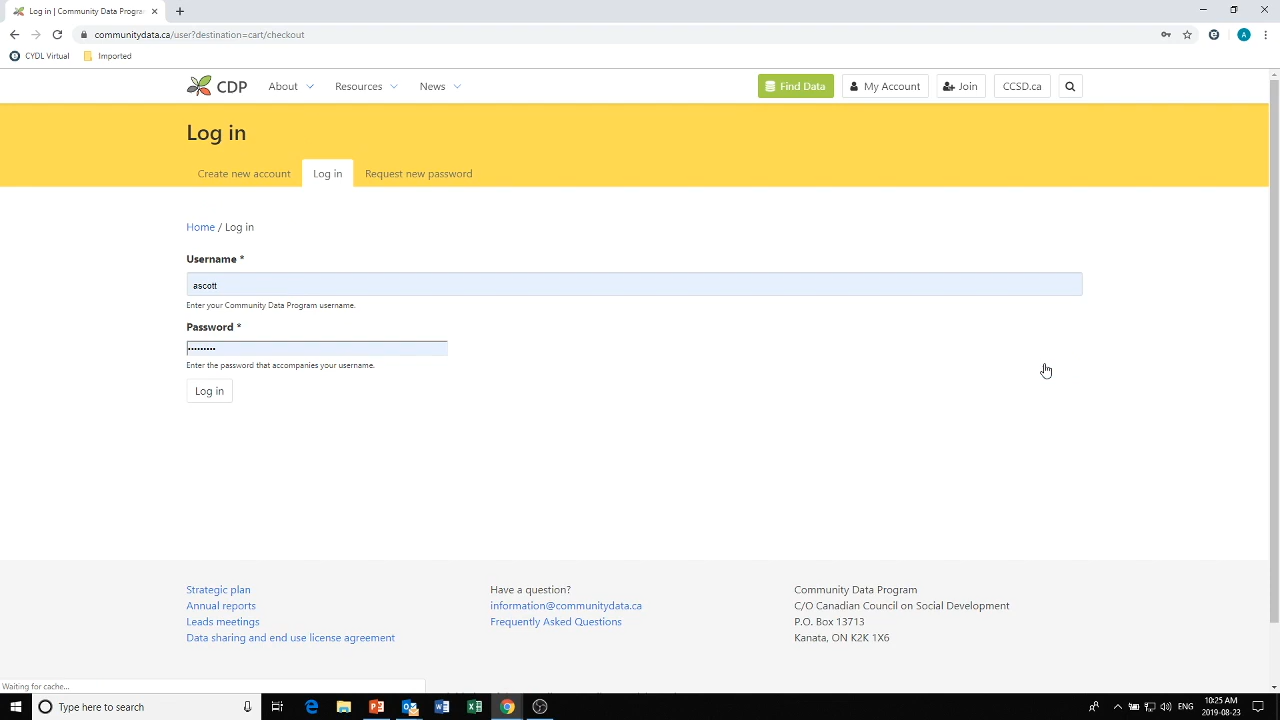 Log in | Community Data Progra
communitydata.ca/user?destination=cart/checkout
A
CYDL Virtual Imported
CDP About Resources News Find Data My Account Join CCSD.ca
Log in
Create new account Log in Request new password
Home / Log in
Username *
ascott
Enter your Community Data Program username.
Password *
•••••••••
Enter the password that accompanies your username.
Log in
Strategic plan Have a question? Community Data Program
Annual reports information@communitydata.ca C/O Canadian Council on Social Development
Leads meetings Frequently Asked Questions P.O. Box 13713
Data sharing and end use license agreement Kanata, ON K2K 1X6
Waiting for cache...
Type here to search ENG 10:25 AM
2019-08-23